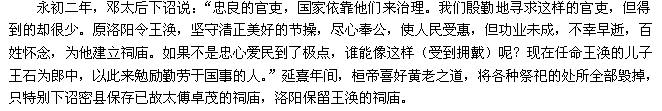 永初二年，邓太后下诏说：“忠良的官吏，国家依靠他们来治理。我们殷勤地寻求这样的官吏，但得
到的却很少。原洛阳令王涣，坚守清正美好的节操，尽心奉公，使人民受惠，但功业未成，不幸早逝，百
姓怀念，为他建立祠庙。如果不是忠心爱民到了极点，谁能像这样（受到拥戴）呢？现在任命王涣的儿子
王石为郎中，以此来勉励勤劳于国事的人。”延熹年间，桓帝喜好黄老之道，将各种祭祀的处所全部毁掉，
只特别下诏密县保存已故太傅卓茂的祠庙，洛阳保留王涣的祠庙。